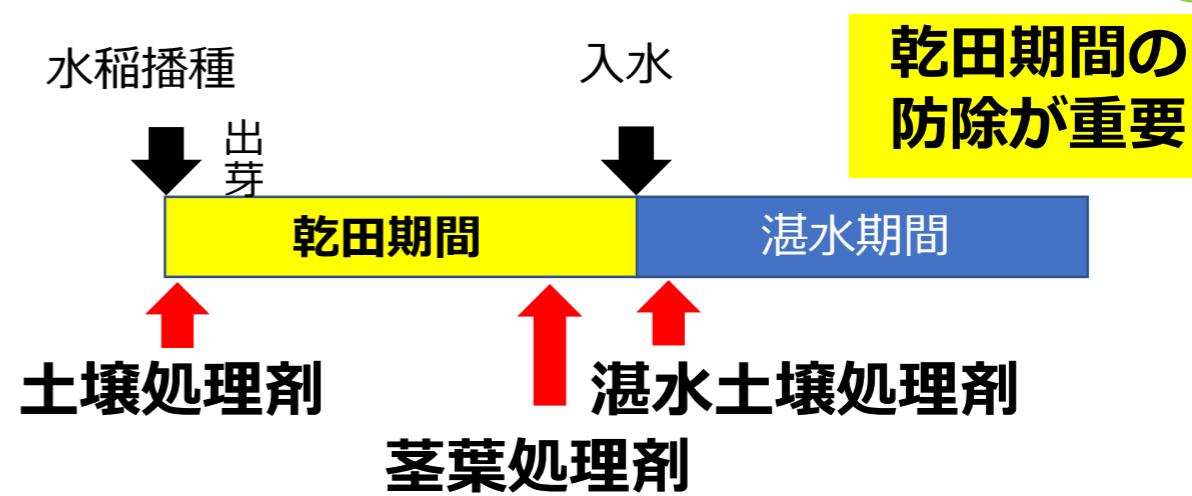 水稲播種
出芽
入水
乾田期間の
防除が重要
乾田期間
湛水期間
土壌処理剤
湛水土壌処理剤
茎葉処理剤